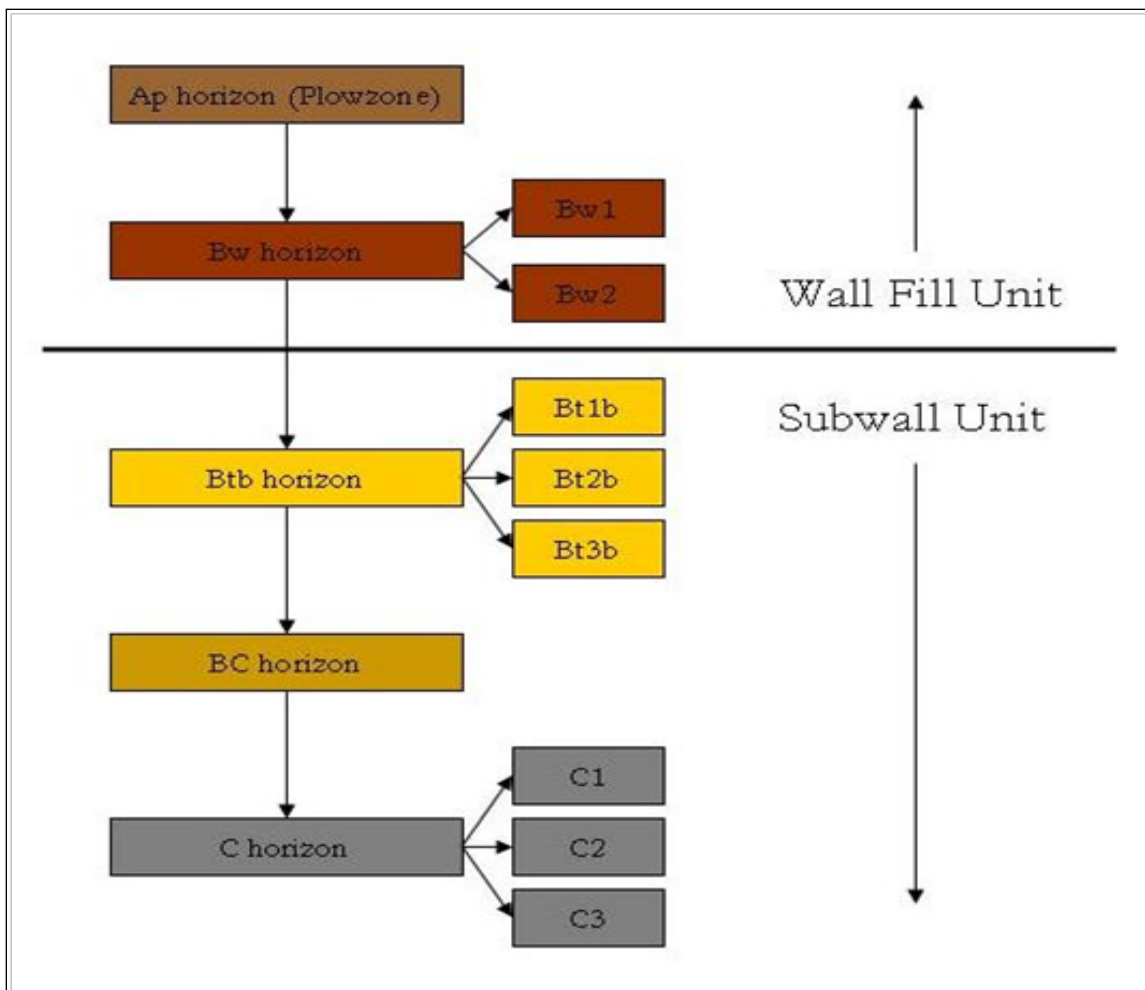 Ap horizon (Plowzone)
Bw horizon
Bw1
Bw2
Wall Fill Unit
Subwall Unit
Btb horizon
Bt1b
Bt2b
Bt3b
BC horizon
C horizon
C1
C2
C3